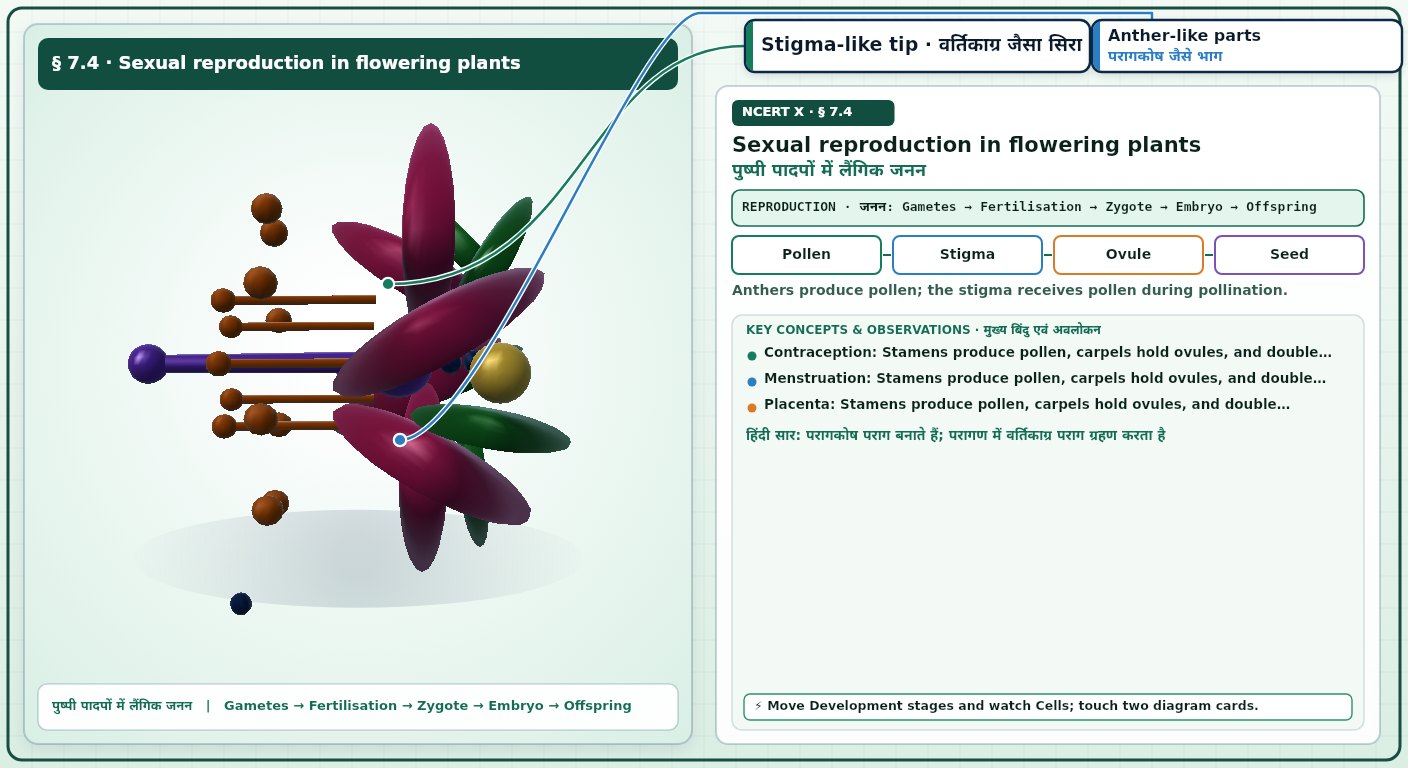 § 7.4 · Sexual reproduction in flowering plants
Stigma-like tip · वर्तिकाग्र जैसा सिरा
Anther-like parts
परागकोष जैसे भाग
NCERT X · § 7.4
Sexual reproduction in flowering plants
पुष्पी पादपों में लैंगिक जनन
REPRODUCTION · जनन: Gametes → Fertilisation → Zygote → Embryo → Offspring
Pollen
Stigma
Ovule
Seed
Anthers produce pollen; the stigma receives pollen during pollination.
KEY CONCEPTS & OBSERVATIONS · मुख्य बिंदु एवं अवलोकन
Contraception: Stamens produce pollen, carpels hold ovules, and double…
Menstruation: Stamens produce pollen, carpels hold ovules, and double…
Placenta: Stamens produce pollen, carpels hold ovules, and double…
हिंदी सार: परागकोष पराग बनाते हैं; परागण में वर्तिकाग्र पराग ग्रहण करता है
⚡ Move Development stages and watch Cells; touch two diagram cards.
पुष्पी पादपों में लैंगिक जनन | Gametes → Fertilisation → Zygote → Embryo → Offspring